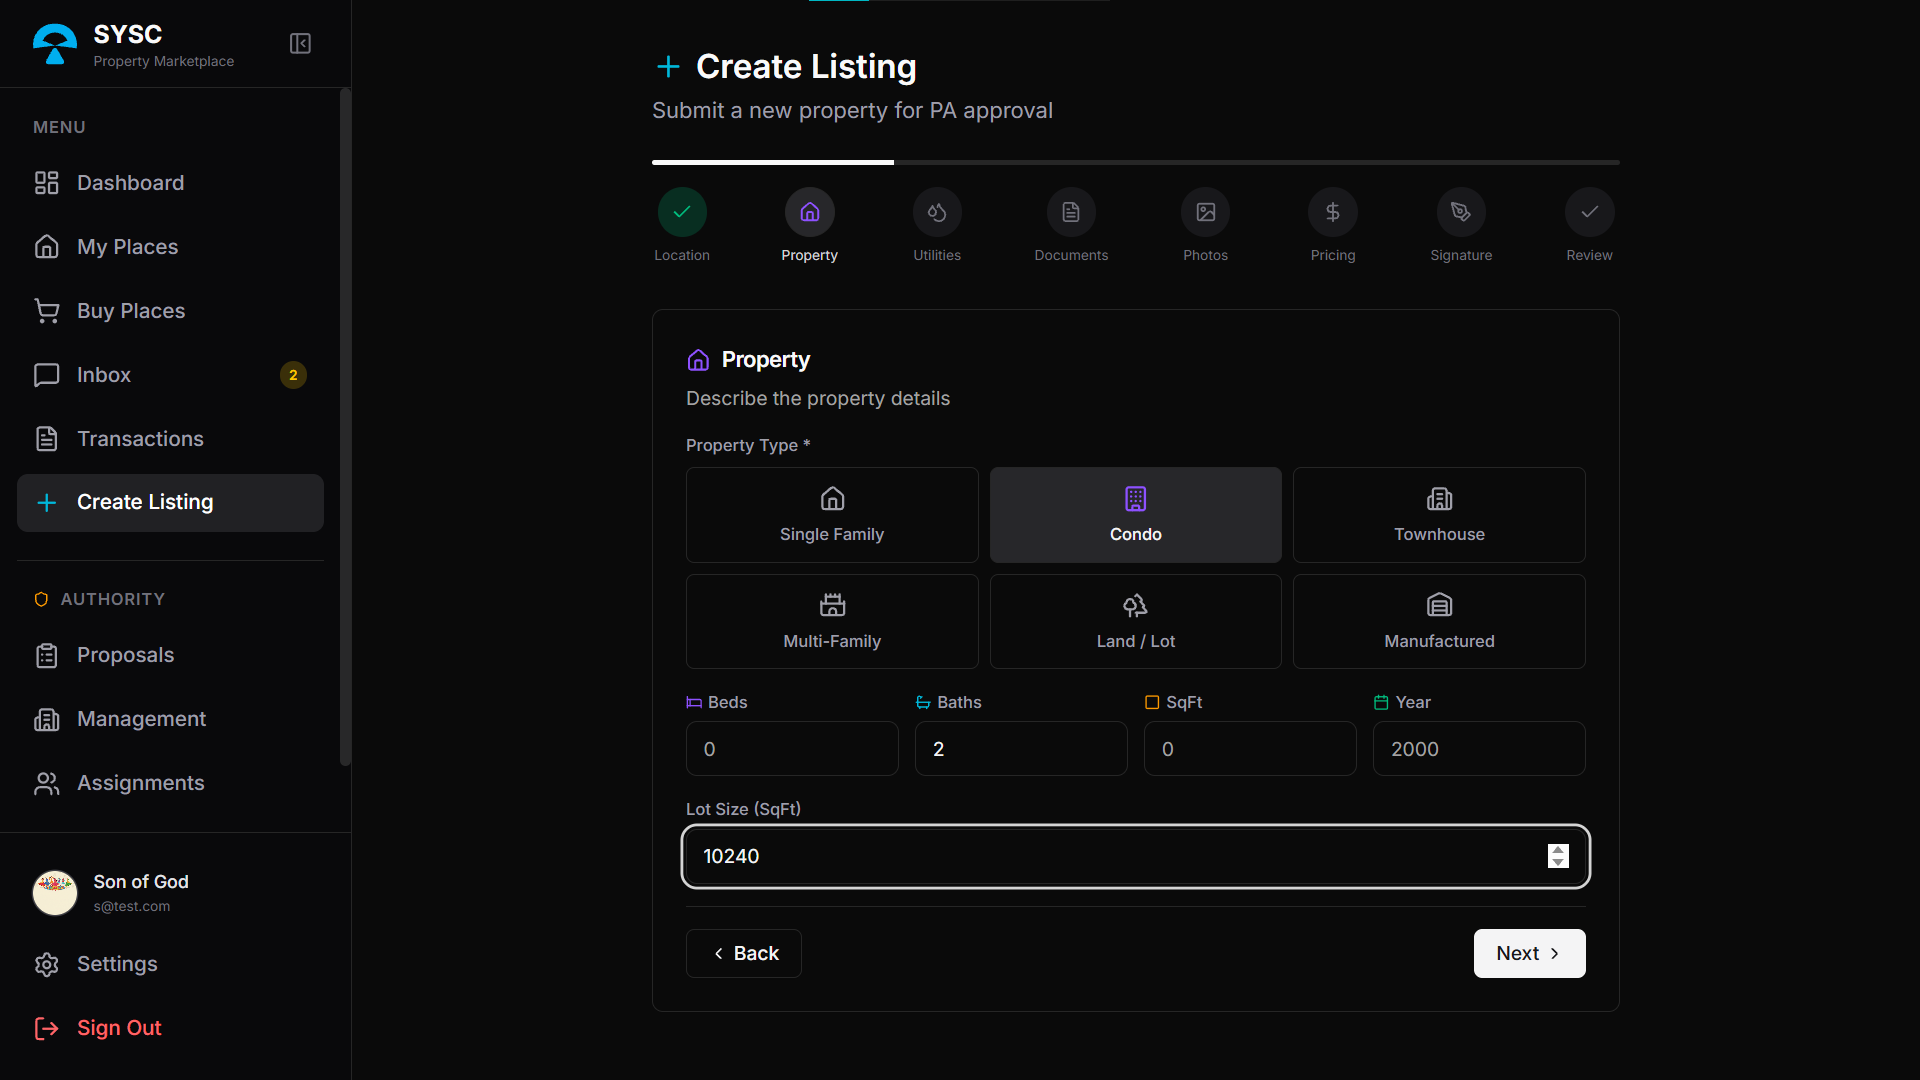 SYSC
Property Marketplace
MENU
Dashboard
My Places
Buy Places
Inbox
2
Transactions
Create Listing
AUTHORITY
Proposals
Management
Assignments
Son of God
s@test.com
Settings
Sign Out
Create Listing
Submit a new property for PA approval
Location
Property
Utilities
Documents
Photos
Pricing
Signature
Review
Property
Describe the property details
Property Type *
Single Family
Condo
Townhouse
Multi-Family
Land / Lot
Manufactured
Beds
Baths
SqFt
Year
0
2
0
2000
Lot Size (SqFt)
10240
Back
Next